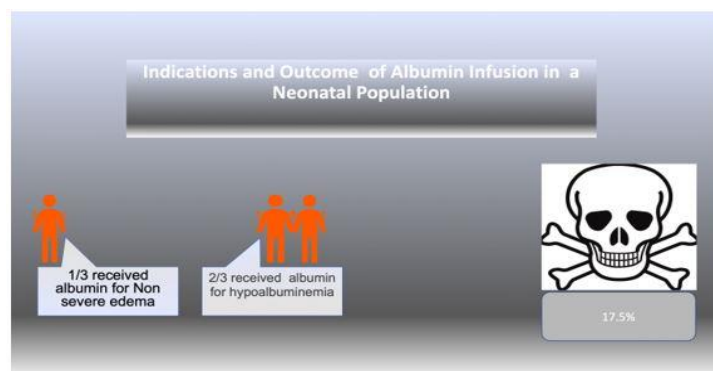 Indications and Outcome of Albumin Infusion in a
Neonatal Population
1/3 received
albumin for Non
severe edema
2/3 received albumin
for hypoalbuminemia
17.5%